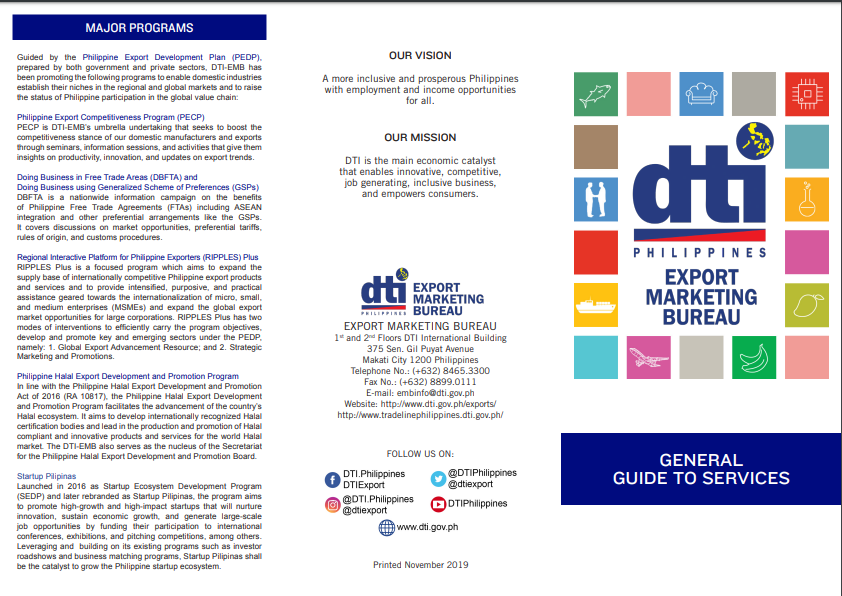 MAJOR PROGRAMS
Guided by the Philippine Export Development Plan (PEDP),
prepared by both government and private sectors, DTI-EMB has
been promoting the following programs to enable domestic industries
establish their niches in the regional and global markets and to raise
the status of Philippine participation in the global value chain:
Philippine Export Competitiveness Program (PECP)
PECP is DTI-EMB's umbrella undertaking that seeks to boost the
competitiveness stance of our domestic manufacturers and exports
through seminars, information sessions, and activities that give them
insights on productivity, innovation, and updates on export trends.
Doing Business in Free Trade Areas (DBFTA) and
Doing Business using Generalized Scheme of Preferences (GSPs)
DBFTA is a nationwide information campaign on the benefits
of Philippine Free Trade Agreements (FTAs) including ASEAN
integration and other preferential arrangements like the GSPs.
It covers discussions on market opportunities, preferential tariffs,
rules of origin, and customs procedures.
Regional Interactive Platform for Philippine Exporters (RIPPLES) Plus
RIPPLES Plus is a focused program which aims to expand the
supply base of internationally competitive Philippine export products
and services and to provide intensified, purposive, and practical
assistance geared towards the internationalization of micro, small,
and medium enterprises (MSMEs) and expand the global export
market opportunities for large corporations. RIPPLES Plus has two
modes of interventions to efficiently carry the program objectives,
develop and promote key and emerging sectors under the PEDP,
namely: 1. Global Export Advancement Resource; and 2. Strategic
Marketing and Promotions.
Philippine Halal Export Development and Promotion Program
In line with the Philippine Halal Export Development and Promotion
Act of 2016 (RA 10817), the Philippine Halal Export Development
and Promotion Program facilitates the advancement of the country's
Halal ecosystem. It aims to develop internationally recognized Halal
certification bodies and lead in the production and promotion of Halal
compliant and innovative products and services for the world Halal
market. The DTI-EMB also serves as the nucleus of the Secretariat
for the Philippine Halal Export Development and Promotion Board.
Startup Pilipinas
Launched in 2016 as Startup Ecosystem Development Program
(SEDP) and later rebranded as Startup Pilipinas, the program aims
to promote high-growth and high-impact startups that will nurture
innovation, sustain economic growth, and generate large-scale
job opportunities by funding their participation to international
conferences, exhibitions, and pitching competitions, among others.
Leveraging and building on its existing programs such as investor
roadshows and business matching programs, Startup Pilipinas shall
be the catalyst to grow the Philippine startup ecosystem.
OUR VISION
A more inclusive and prosperous Philippines
with employment and income opportunities
for all.
OUR MISSION
DTI is the main economic catalyst
that enables innovative, competitive,
job generating, inclusive business,
and empowers consumers.
dti
PHILIPPINES
EXPORT
MARKETING
BUREAU
EXPORT MARKETING BUREAU
1st and 2nd Floors DTI International Building
375 Sen. Gil Puyat Avenue
Makati City 1200 Philippines
Telephone No.: (+632) 8465.3300
Fax No.: (+632) 8899.0111
E-mail: embinfo@dti.gov.ph
Website: http://www.dti.gov.ph/exports/
http://www.tradelinephilippines.dti.gov.ph/
FOLLOW US ON:
DTI.Philippines
DTIExport
@DTIPhilippines
@dtiexport
@DTI.Philippines
@dtiexport
DTIPhilippines
www.dti.gov.ph
Printed November 2019
dti
PHILIPPINES
EXPORT
MARKETING
BUREAU
GENERAL
GUIDE TO SERVICES